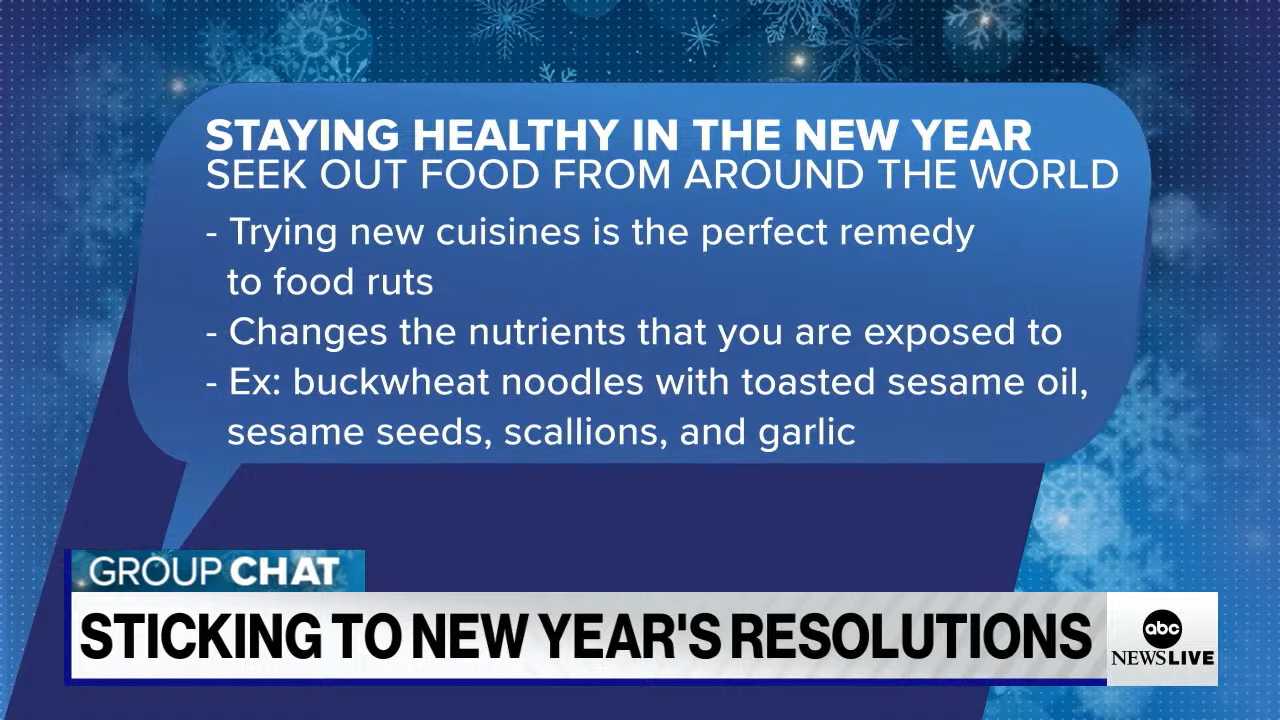 STAYING HEALTHY IN THE NEW YEAR
SEEK OUT FOOD FROM AROUND THE WORLD
- Trying new cuisines is the perfect remedy
to food ruts
- Changes the nutrients that you are exposed to
- Ex: buckwheat noodles with toasted sesame oil,
sesame seeds, scallions, and garlic
GROUP CHAT
STICKING TO NEW YEAR'S RESOLUTIONS
abc
NEWS LIVE